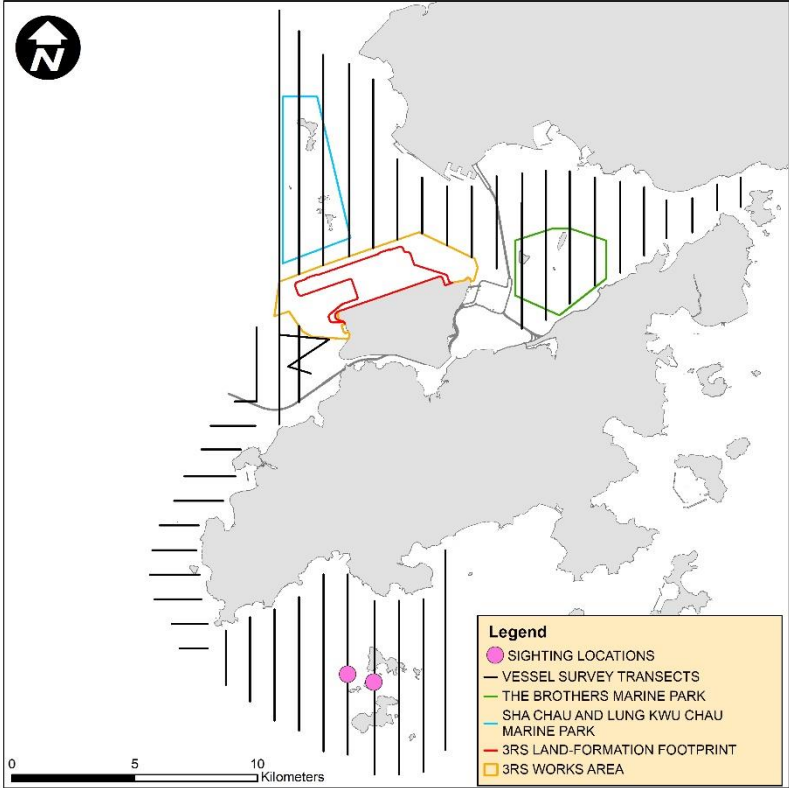 N
Legend
SIGHTING LOCATIONS
VESSEL SURVEY TRANSECTS
THE BROTHERS MARINE PARK
SHA CHAU AND LUNG KWU CHAU
MARINE PARK
3RS LAND-FORMATION FOOTPRINT
3RS WORKS AREA
0 5 10
Kilometers